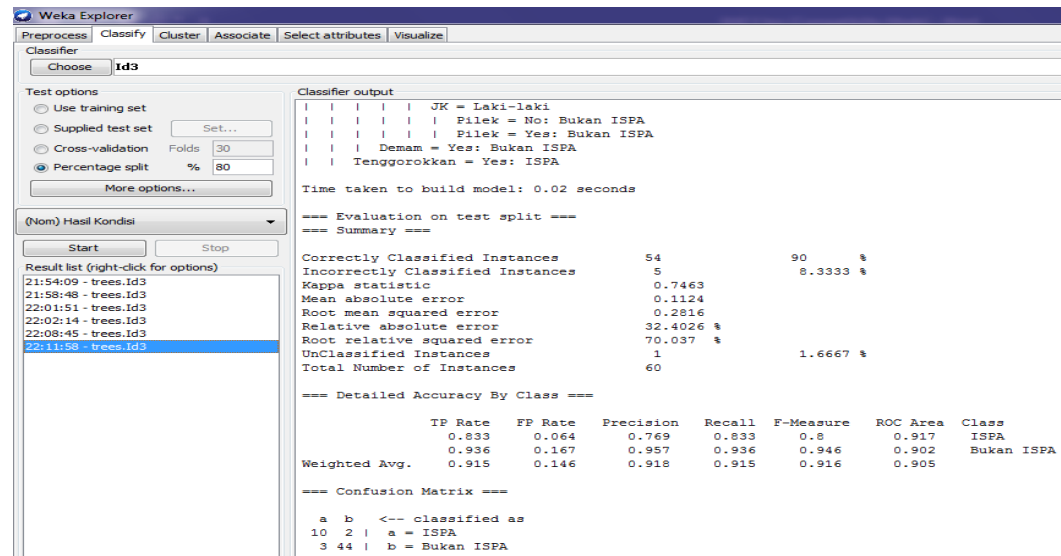 Weka Explorer
Preprocess Classify Cluster Associate Select attributes Visualize
Classifier
Choose Id3
Test options
Use training set
Supplied test set Set...
Cross-validation Folds 30
Percentage split % 80
More options...
(Nom) Hasil Kondisi
Start Stop
Result list (right-click for options)
21:54:09 - trees.Id3
21:58:48 - trees.Id3
22:01:51 - trees.Id3
22:02:14 - trees.Id3
22:08:45 - trees.Id3
22:11:58 - trees.Id3
Classifier output
| | | | | JK = Laki-laki
| | | | | | Pilek = No: Bukan ISPA
| | | | | | Pilek = Yes: Bukan ISPA
| | | Demam = Yes: Bukan ISPA
| | Tenggorokkan = Yes: ISPA
Time taken to build model: 0.02 seconds
=== Evaluation on test split ===
=== Summary ===
Correctly Classified Instances 54 90 %
Incorrectly Classified Instances 5 8.3333 %
Kappa statistic 0.7463
Mean absolute error 0.1124
Root mean squared error 0.2816
Relative absolute error 32.4026 %
Root relative squared error 70.037 %
UnClassified Instances 1 1.6667 %
Total Number of Instances 60
=== Detailed Accuracy By Class ===
TP Rate FP Rate Precision Recall F-Measure ROC Area Class
0.833 0.064 0.769 0.833 0.8 0.917 ISPA
0.936 0.167 0.957 0.936 0.946 0.902 Bukan ISPA
Weighted Avg. 0.915 0.146 0.918 0.915 0.916 0.905
=== Confusion Matrix ===
a b <-- classified as
10 2 | a = ISPA
3 44 | b = Bukan ISPA